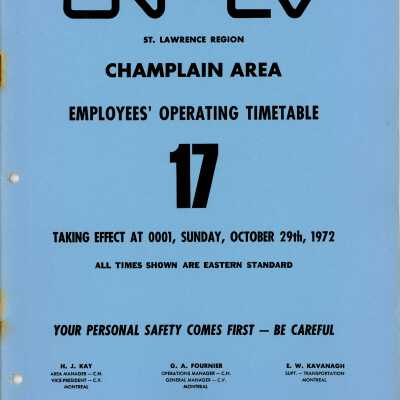 ST. LAWRENCE REGION
CHAMPLAIN AREA
EMPLOYEES' OPERATING TIMETABLE
17
TAKING EFFECT AT 0001, SUNDAY, OCTOBER 29th, 1972
ALL TIMES SHOWN ARE EASTERN STANDARD
YOUR PERSONAL SAFETY COMES FIRST — BE CAREFUL
H. J. KAY
AREA MANAGER — C.N.
VICE-PRESIDENT — C.V.
MONTREAL
G. A. FOURNIER
OPERATIONS MANAGER — C.N.
GENERAL MANAGER — C.V.
MONTREAL
E. W. KAVANAGH
SUPT. — TRANSPORTATION
MONTREAL